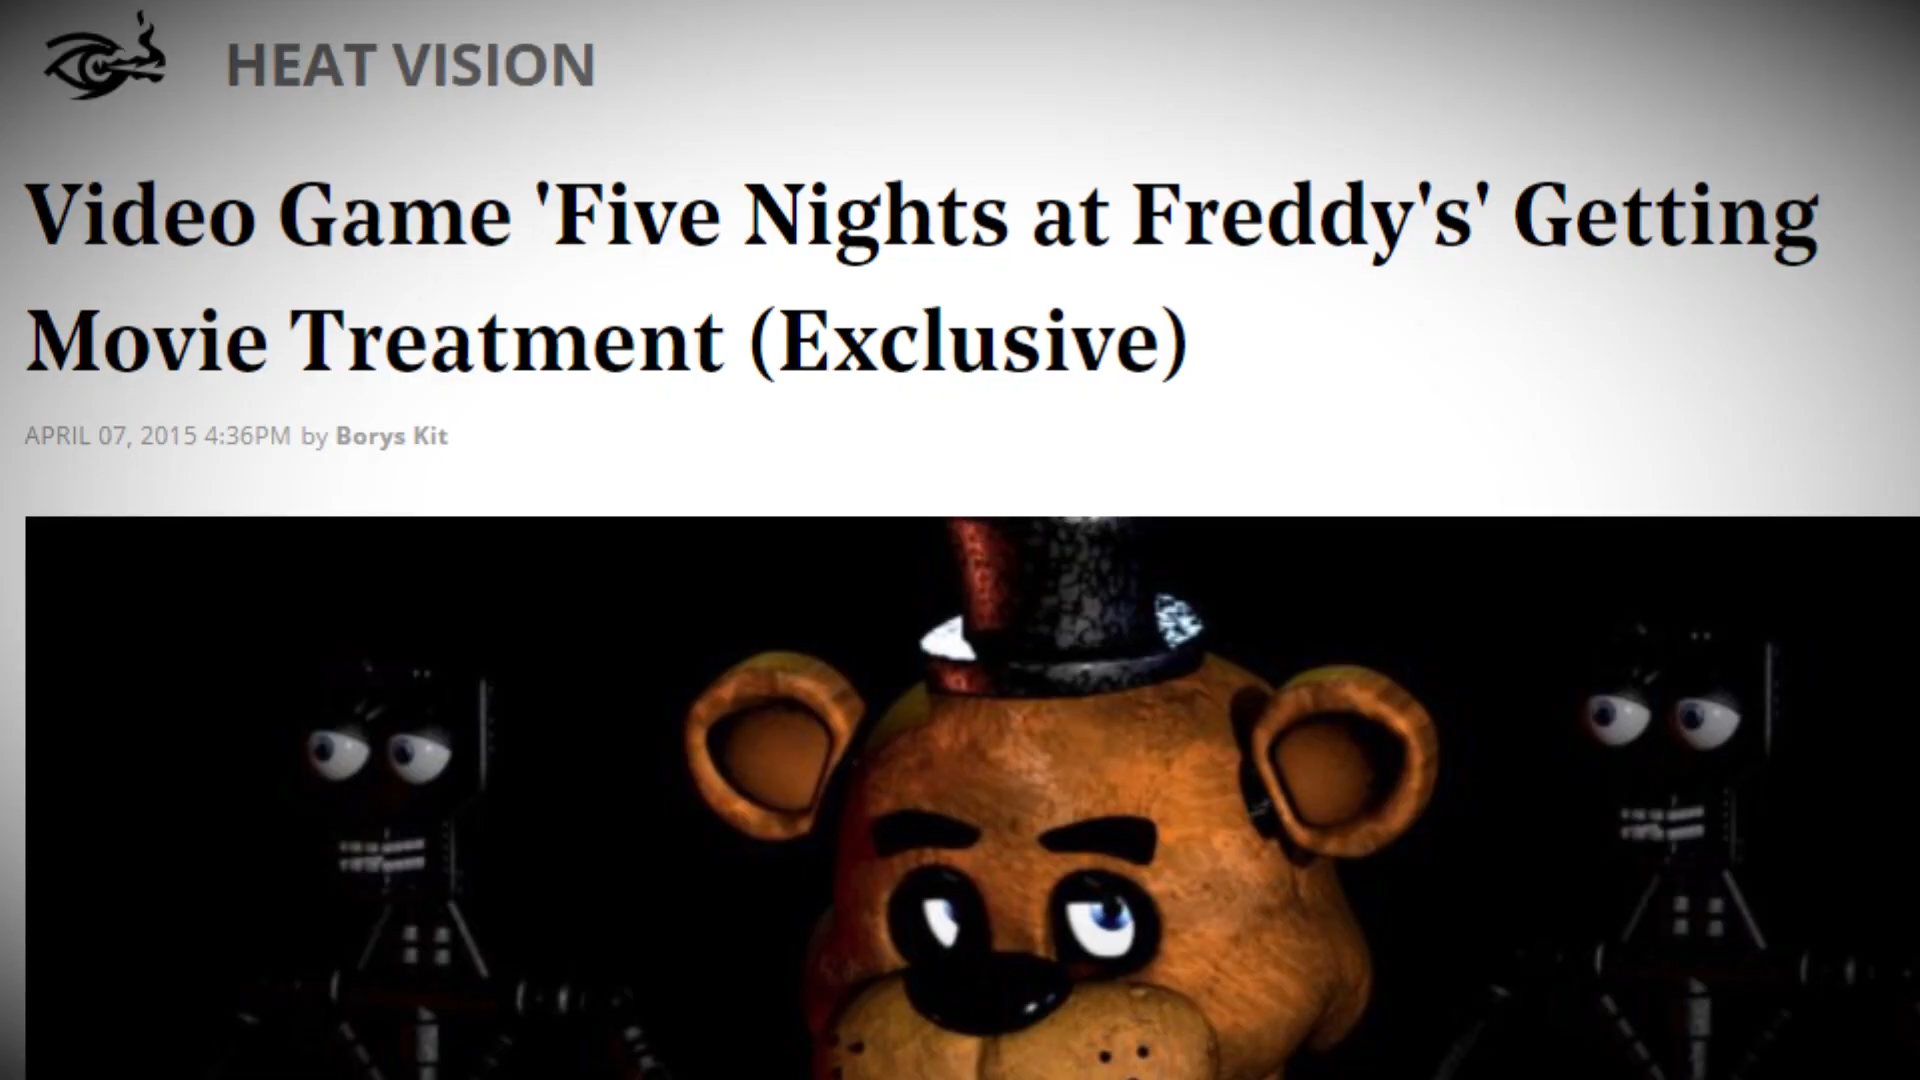 HEAT VISION
Video Game 'Five Nights at Freddy's' Getting
Movie Treatment (Exclusive)
APRIL 07, 2015 4:36PM by Borys Kit